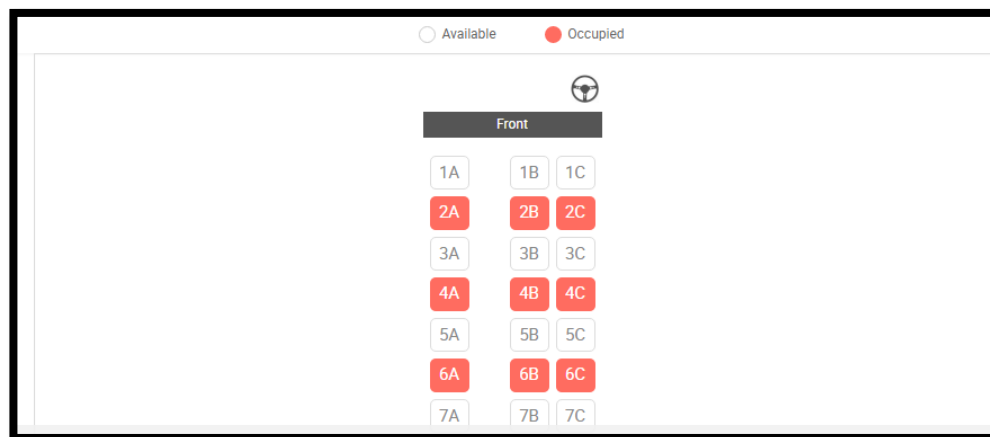 Available Occupied
Front
1A 1B 1C
2A 2B 2C
3A 3B 3C
4A 4B 4C
5A 5B 5C
6A 6B 6C
7A 7B 7C